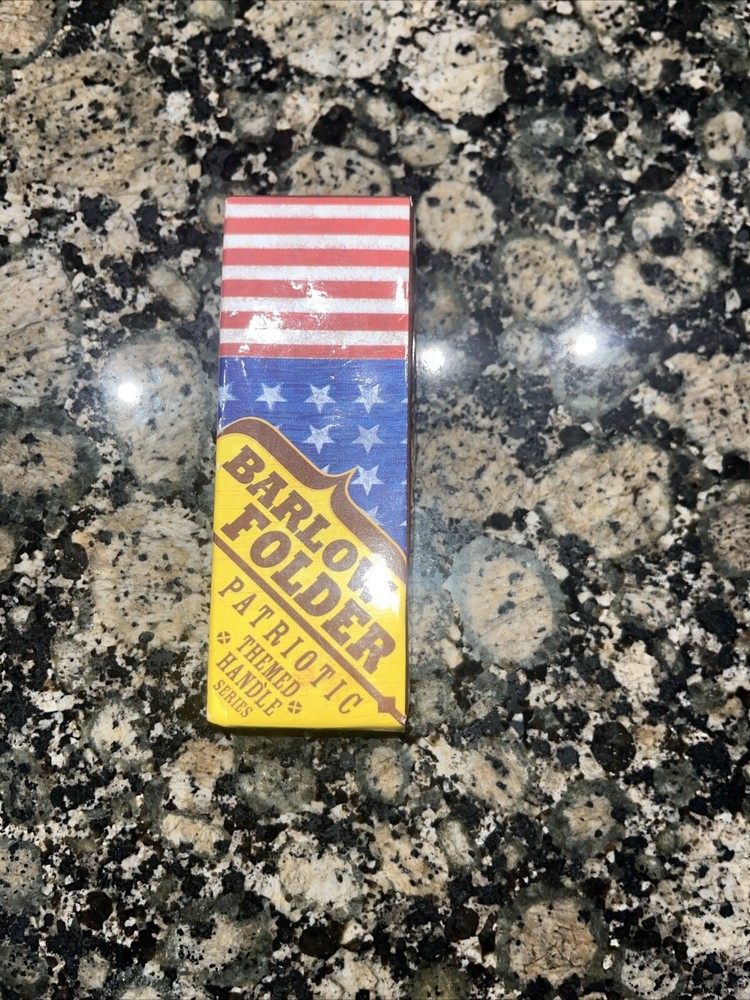 BARLOW
FOLDER
PATRIOTIC
THEMED
HANDLE
SERIES